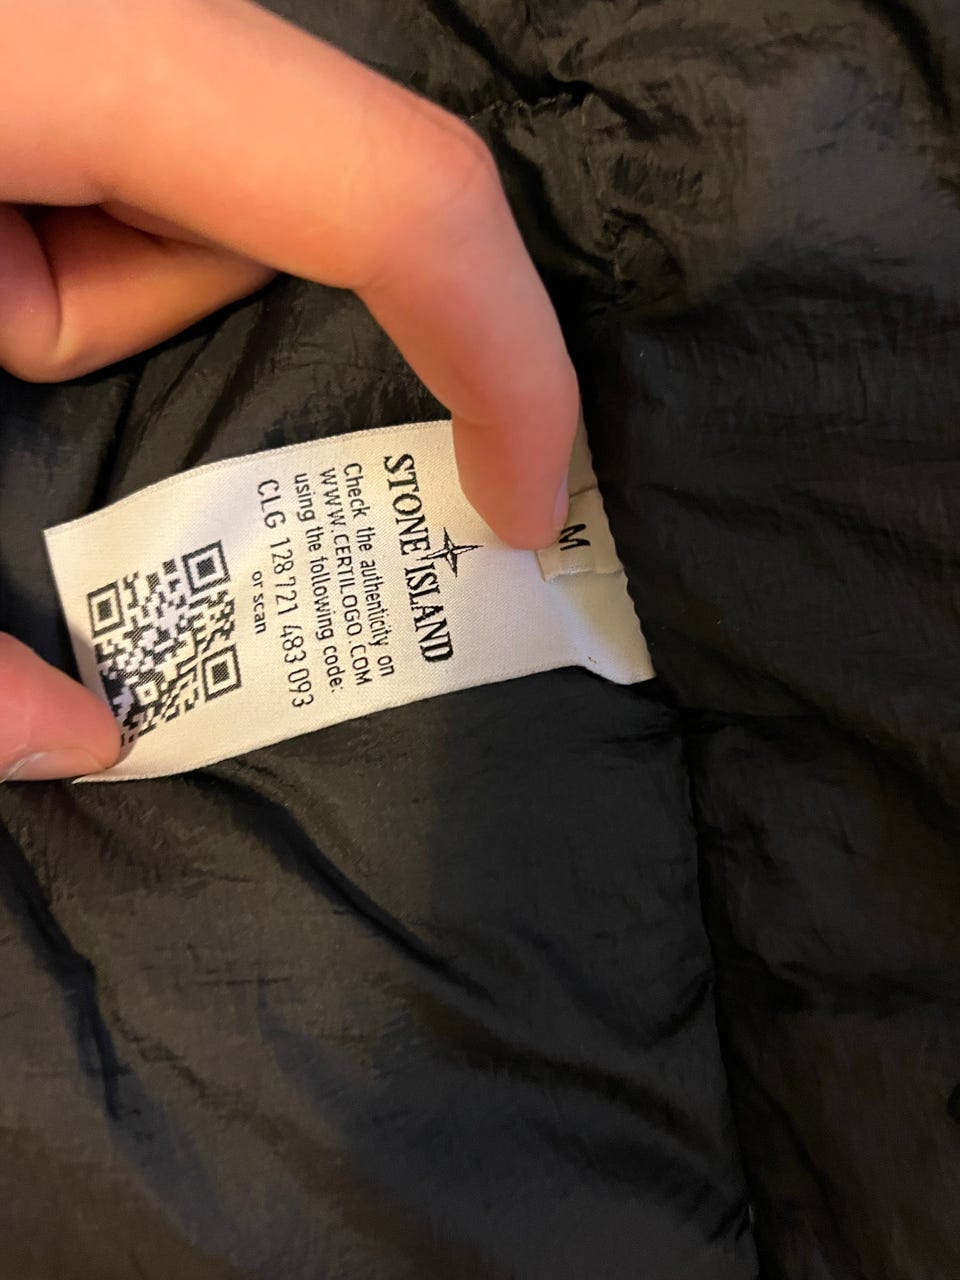 STONE ISLAND
Check the authenticity on
WWW.CERTILOGO.COM
using the following code:
CLG 128 721 483 093
or scan
M